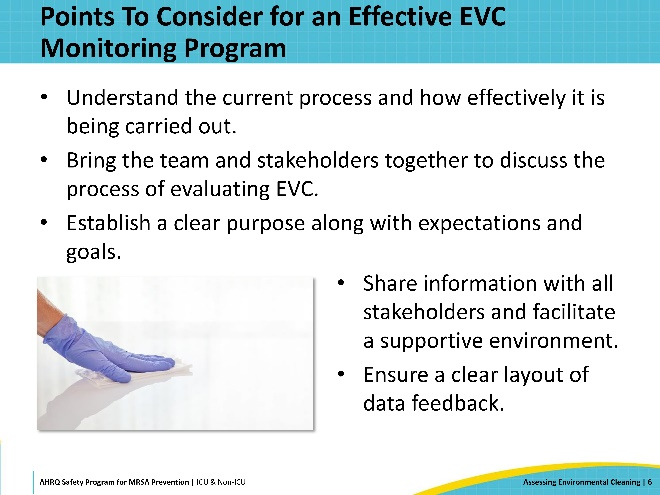 Points To Consider for an Effective EVC
Monitoring Program
• Understand the current process and how effectively it is
being carried out.
• Bring the team and stakeholders together to discuss the
process of evaluating EVC.
• Establish a clear purpose along with expectations and
goals.
• Share information with all
stakeholders and facilitate
a supportive environment.
• Ensure a clear layout of
data feedback.
AHRQ Safety Program for MRSA Prevention | ICU & Non-ICU
Assessing Environmental Cleaning | 6